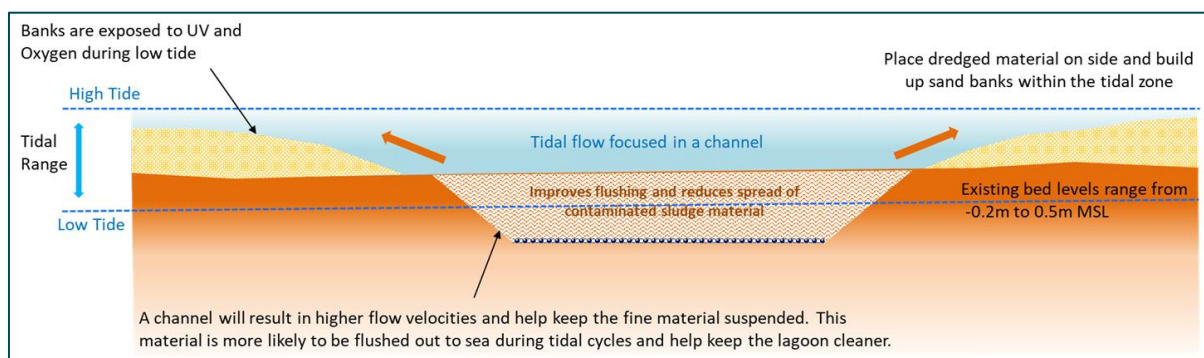 Banks are exposed to UV and
Oxygen during low tide
Place dredged material on side and build
up sand banks within the tidal zone
High Tide
Tidal
Range
Tidal flow focused in a channel
Improves flushing and reduces spread of
contaminated sludge material
Existing bed levels range from
-0.2m to 0.5m MSL
Low Tide
A channel will result in higher flow velocities and help keep the fine material suspended. This
material is more likely to be flushed out to sea during tidal cycles and help keep the lagoon cleaner.